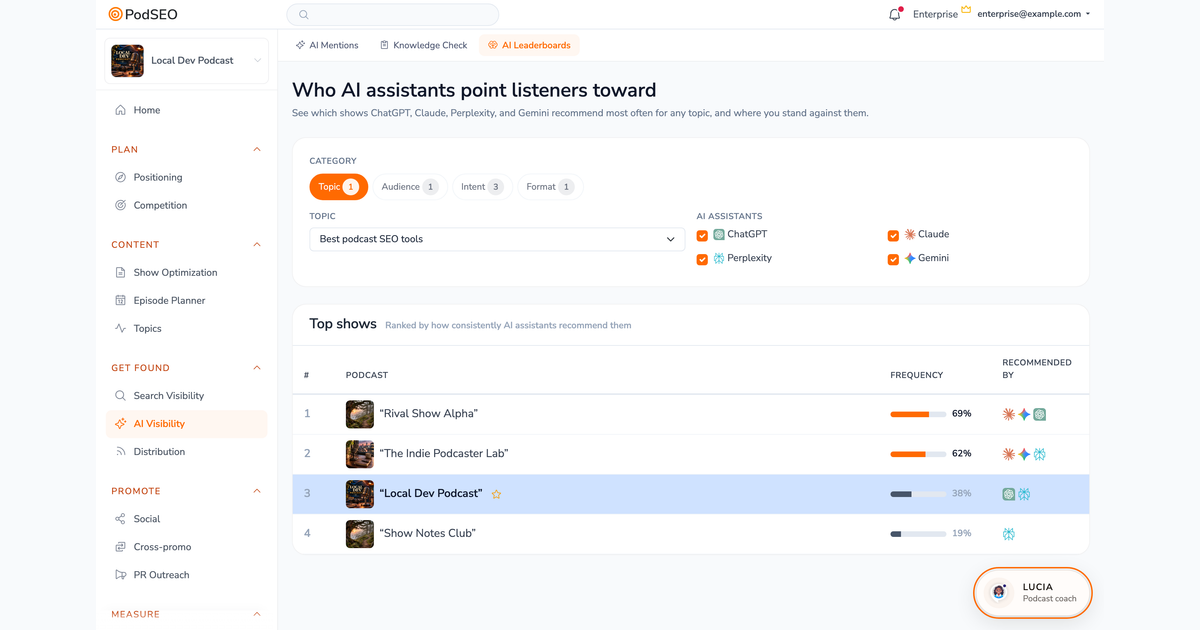 PodSEO
Enterprise
enterprise@example.com
Local Dev Podcast
AI Mentions
Knowledge Check
AI Leaderboards
Home
PLAN
Positioning
Competition
CONTENT
Show Optimization
Episode Planner
Topics
GET FOUND
Search Visibility
AI Visibility
Distribution
PROMOTE
Social
Cross-promo
PR Outreach
MEASURE
Who AI assistants point listeners toward
See which shows ChatGPT, Claude, Perplexity, and Gemini recommend most often for any topic, and where you stand against them.
CATEGORY
Topic 1
Audience 1
Intent 3
Format 1
TOPIC
Best podcast SEO tools
AI ASSISTANTS
ChatGPT
Claude
Perplexity
Gemini
Top shows
Ranked by how consistently AI assistants recommend them
# PODCAST FREQUENCY RECOMMENDED BY
1 “Rival Show Alpha” 69%
2 “The Indie Podcaster Lab” 62%
3 “Local Dev Podcast” 38%
4 “Show Notes Club” 19%
LUCIA
Podcast coach